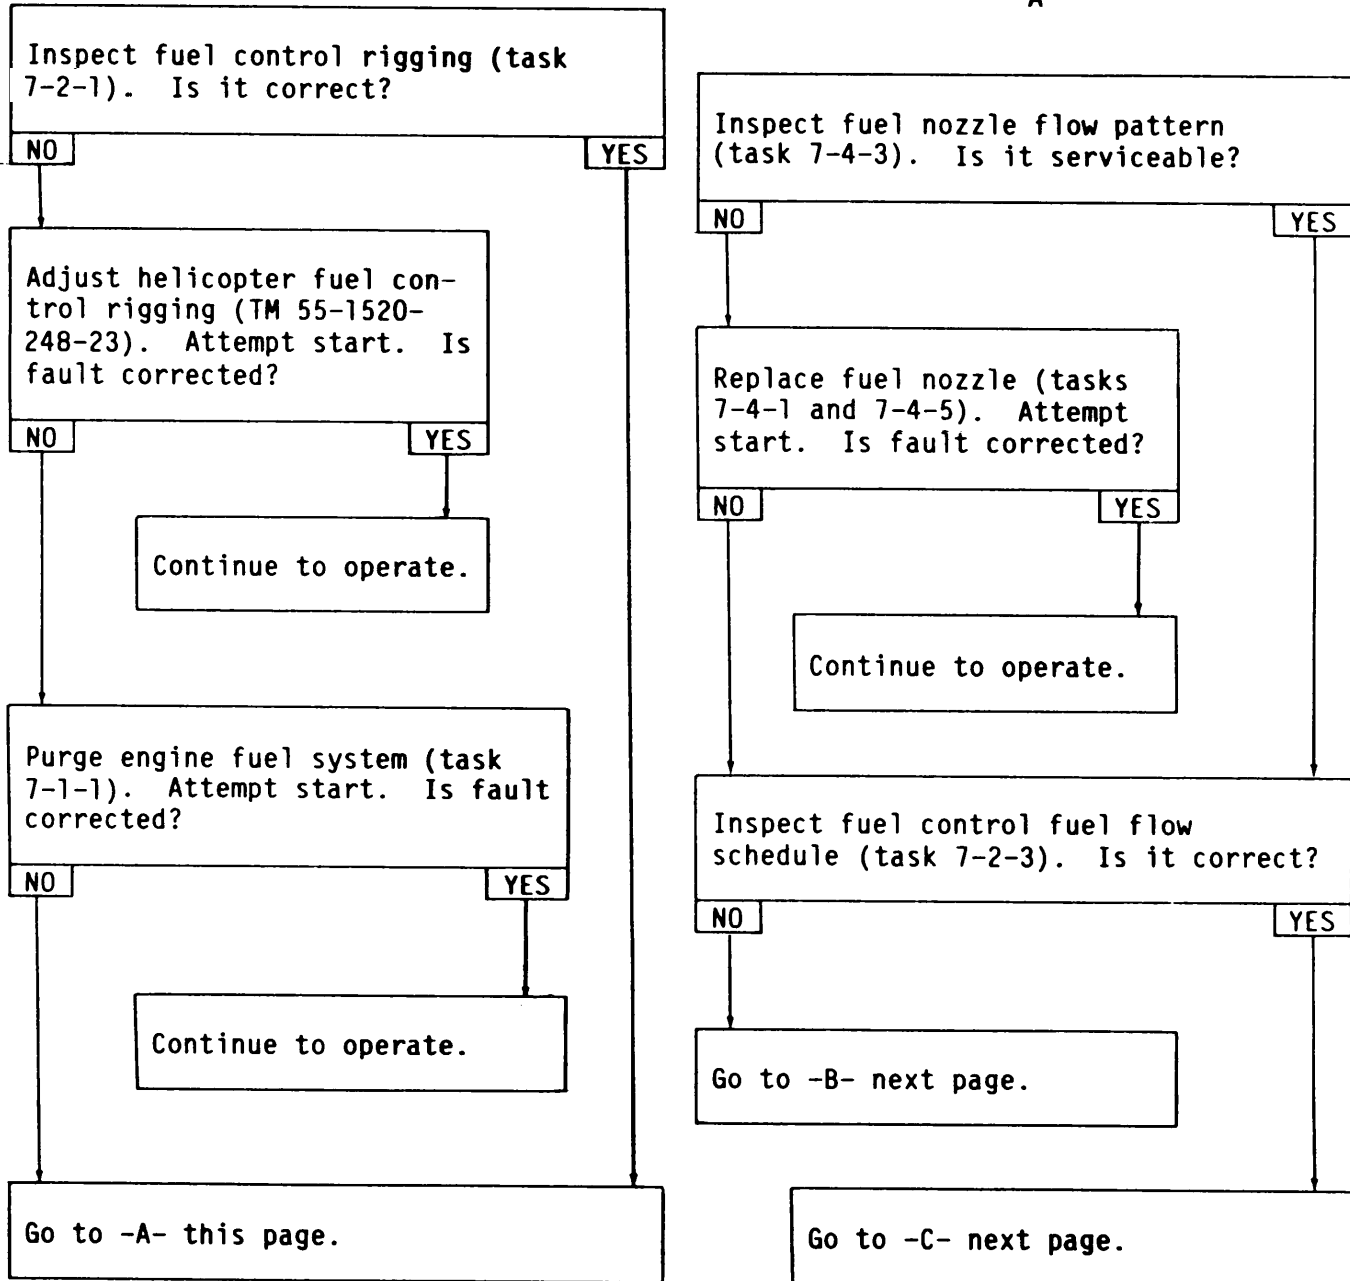 Inspect fuel control rigging (task
7-2-1). Is it correct?
NO
YES
Adjust helicopter fuel con-
trol rigging (TM 55-1520-
248-23). Attempt start. Is
fault corrected?
NO
YES
Continue to operate.
Purge engine fuel system (task
7-1-1). Attempt start. Is fault
corrected?
NO
YES
Continue to operate.
Go to -A- this page.
A
Inspect fuel nozzle flow pattern
(task 7-4-3). Is it serviceable?
NO
YES
Replace fuel nozzle (tasks
7-4-1 and 7-4-5). Attempt
start. Is fault corrected?
NO
YES
Continue to operate.
Inspect fuel control fuel flow
schedule (task 7-2-3). Is it correct?
NO
YES
Go to -B- next page.
Go to -C- next page.